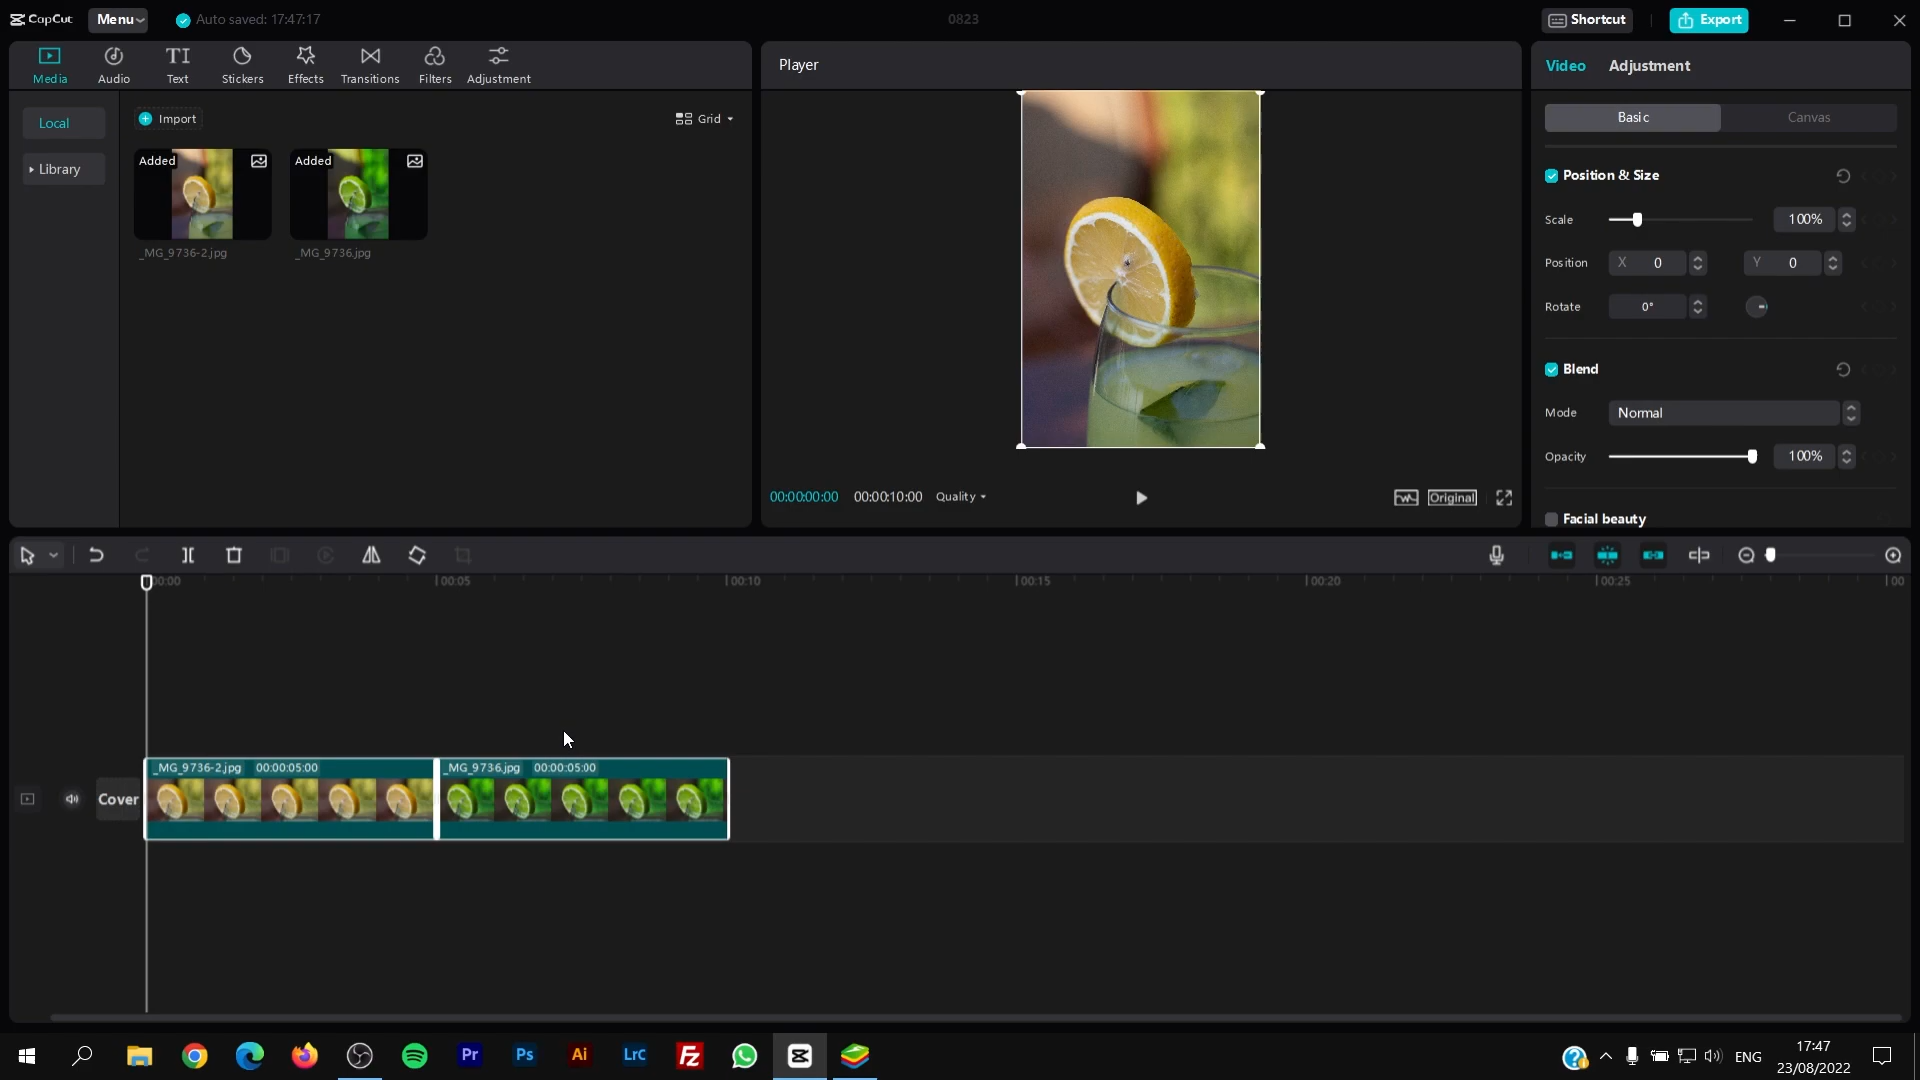 CapCut
Menu
Auto saved: 17:47:17
0823
Shortcut
Export
Media
Audio
Text
Stickers
Effects
Transitions
Filters
Adjustment
Local
Library
Import
Grid
Added
_MG_9736-2.jpg
Added
_MG_9736.jpg
Player
00:00:00:00
00:00:10:00
Quality
Original
Video
Adjustment
Basic
Canvas
Position & Size
Scale
100%
Position
X 0
Y 0
Rotate
0°
Blend
Mode
Normal
Opacity
100%
Facial beauty
00:00
00:05
00:10
00:15
00:20
00:25
00
_MG_9736-2.jpg 00:00:05:00
_MG_9736.jpg 00:00:05:00
Cover
Pr
Ps
Ai
LrC
Fz
ENG
17:47
23/08/2022